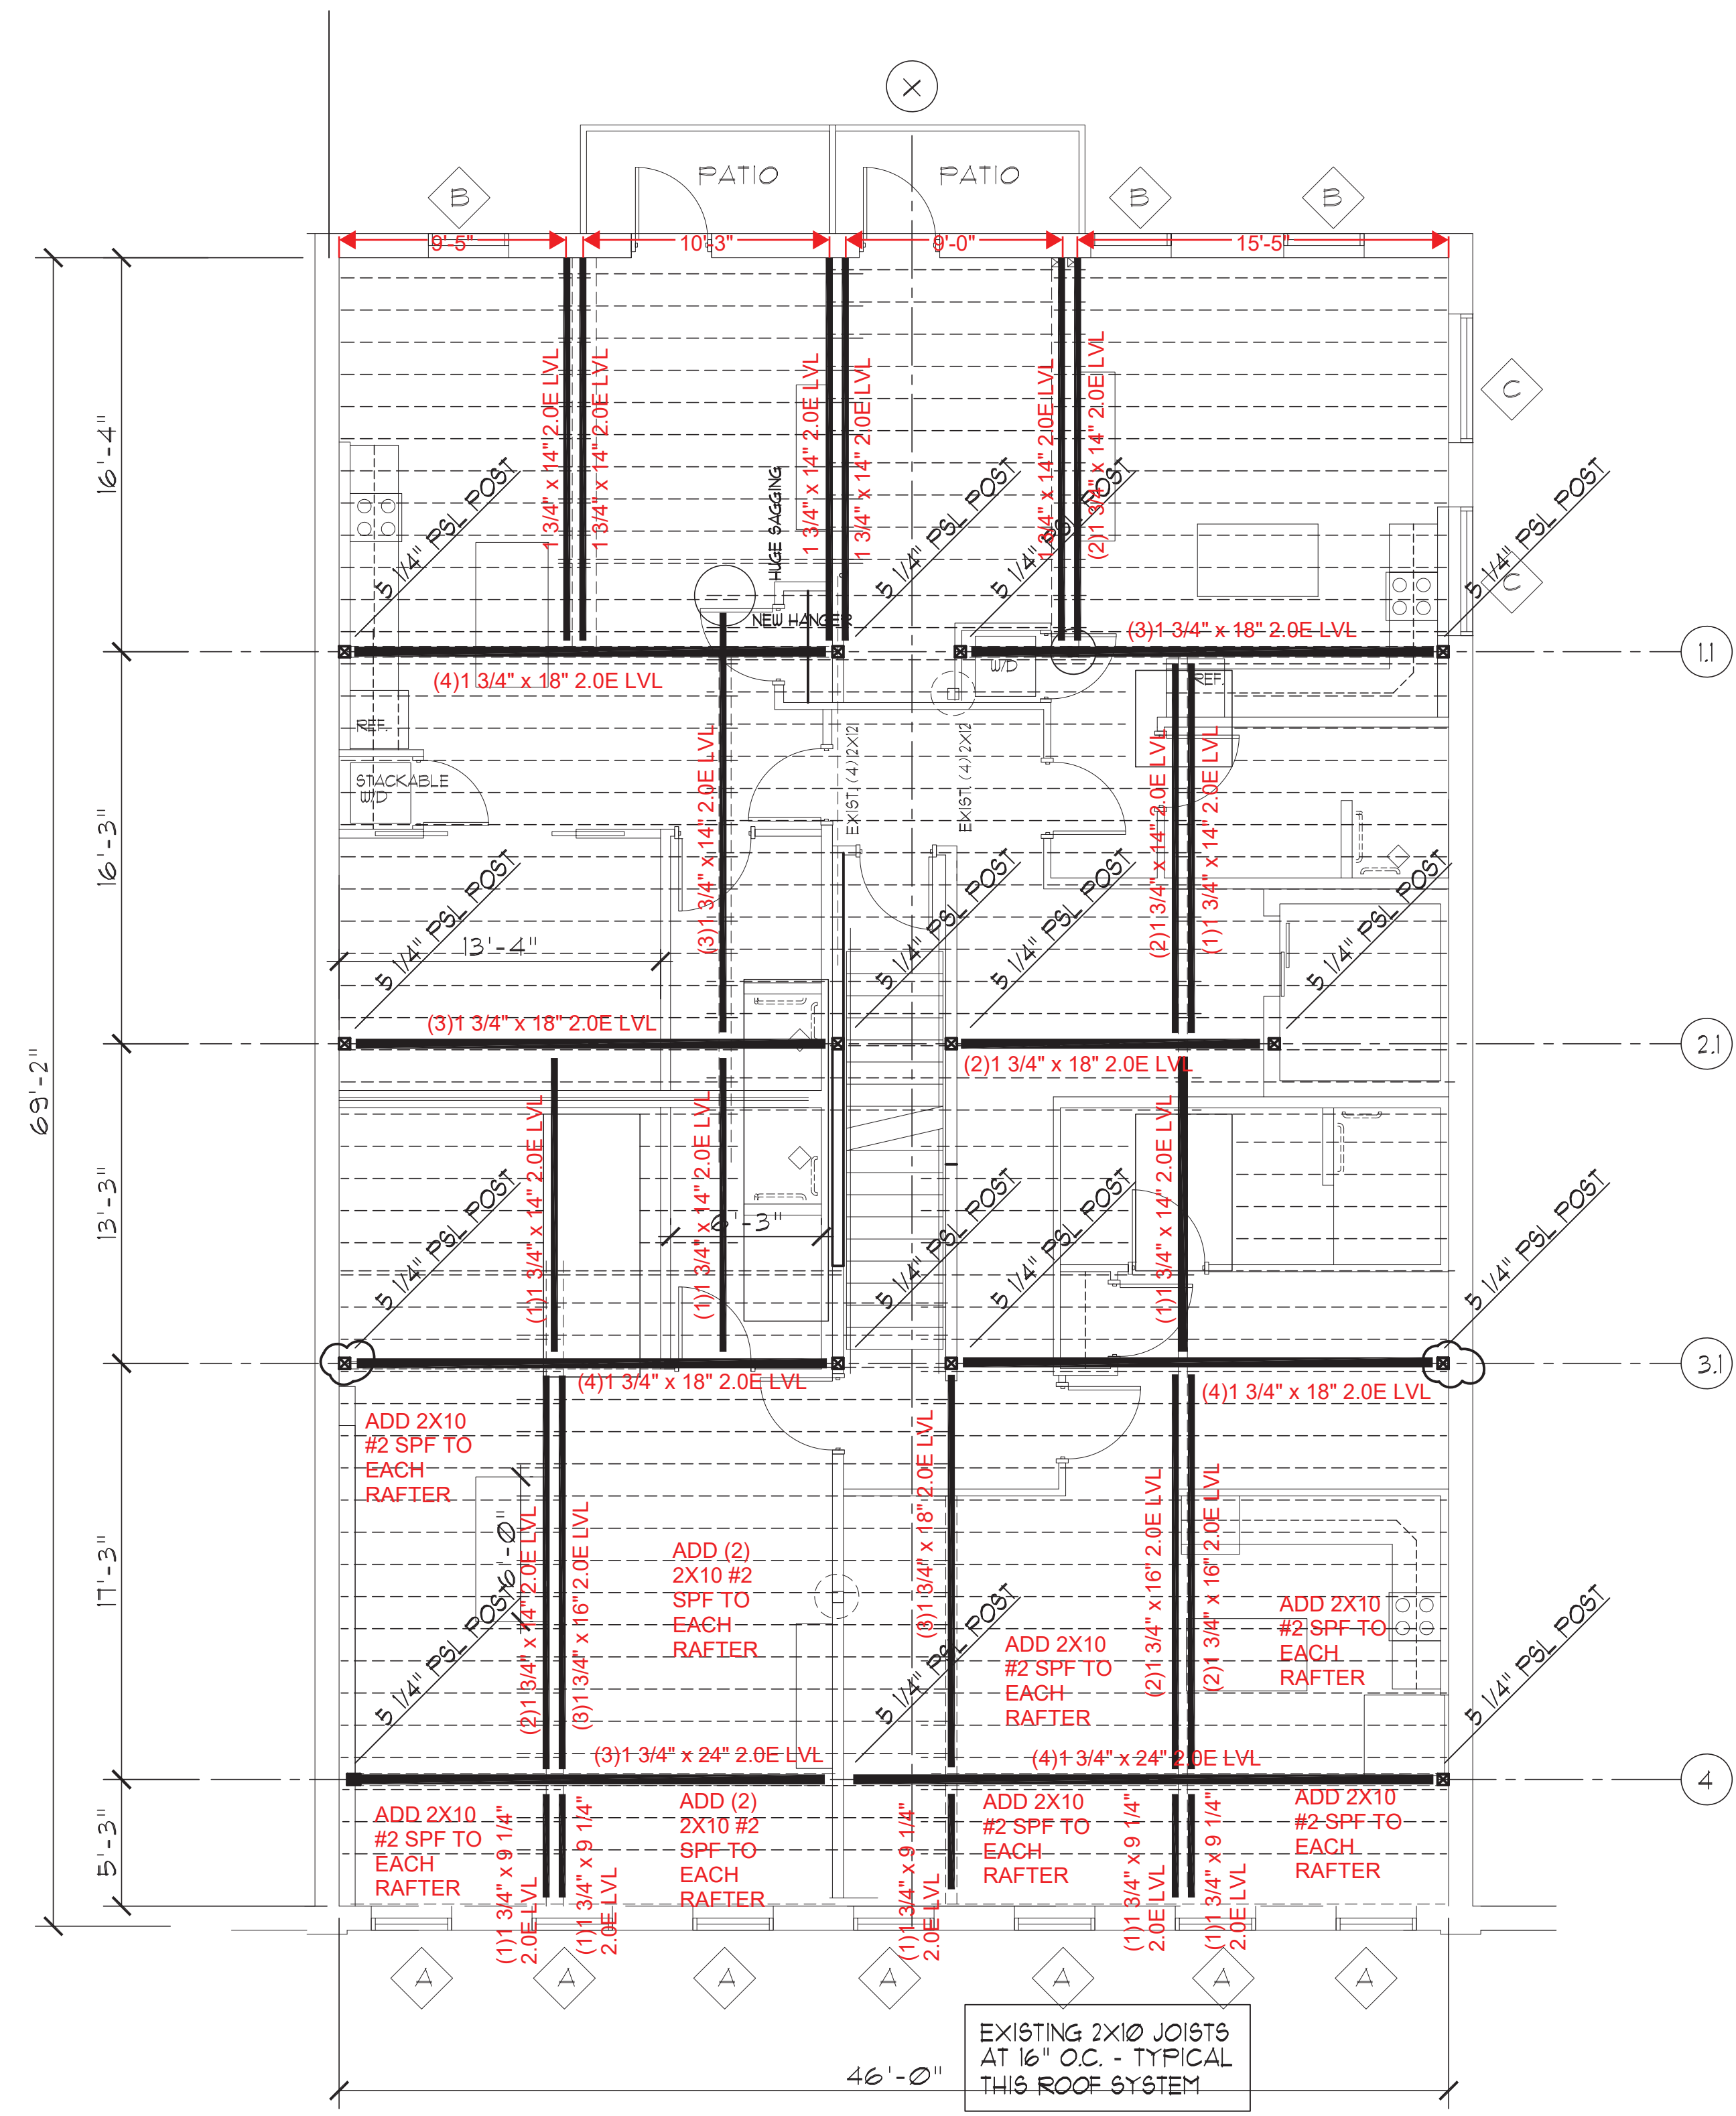 X
PATIO
PATIO
B
B
B
9'-5"
10'-3"
9'-0"
15'-5"
16'-4"
1 3/4" x 14" 2.0E LVL
1 3/4" x 14" 2.0E LVL
1 3/4" x 14" 2.0E LVL
1 3/4" x 14" 2.0E LVL
1 3/4" x 14" 2.0E LVL
(2)1 3/4" x 14" 2.0E LVL
C
C
HUGE SAGGING
5 1/4" PSL POST
5 1/4" PSL POST
5 1/4" PSL POST
5 1/4" PSL POST
NEW HANGER
(3)1 3/4" x 18" 2.0E LVL
1.1
W/D
REF.
(4)1 3/4" x 18" 2.0E LVL
REF.
STACKABLE
W/D
16'-3"
(3)1 3/4" x 14" 2.0E LVL
EXIST. (4) 2X12
EXIST. (4) 2X12
(2)1 3/4" x 14" 2.0E LVL
(1)1 3/4" x 14" 2.0E LVL
5 1/4" PSL POST
5 1/4" PSL POST
5 1/4" PSL POST
5 1/4" PSL POST
13'-4"
(3)1 3/4" x 18" 2.0E LVL
2.1
(2)1 3/4" x 18" 2.0E LVL
69'-2"
13'-3"
(1)1 3/4" x 14" 2.0E LVL
(1)1 3/4" x 14" 2.0E LVL
(1)1 3/4" x 14" 2.0E LVL
6'-3"
5 1/4" PSL POST
5 1/4" PSL POST
5 1/4" PSL POST
5 1/4" PSL POST
3.1
(4)1 3/4" x 18" 2.0E LVL
(4)1 3/4" x 18" 2.0E LVL
ADD 2X10
#2 SPF TO
EACH
RAFTER
17'-3"
6'-0"
(2)1 3/4" x 14" 2.0E LVL
(3)1 3/4" x 16" 2.0E LVL
(3)1 3/4" x 18" 2.0E LVL
(2)1 3/4" x 16" 2.0E LVL
(2)1 3/4" x 16" 2.0E LVL
ADD (2)
2X10 #2
SPF TO
EACH
RAFTER
ADD 2X10
#2 SPF TO
EACH
RAFTER
ADD 2X10
#2 SPF TO
EACH
RAFTER
5 1/4" PSL POST
5 1/4" PSL POST
5 1/4" PSL POST
(3)1 3/4" x 24" 2.0E LVL
(4)1 3/4" x 24" 2.0E LVL
4
5'-3"
ADD 2X10
#2 SPF TO
EACH
RAFTER
(1)1 3/4" x 9 1/4"
2.0E LVL
(1)1 3/4" x 9 1/4"
2.0E LVL
ADD (2)
2X10 #2
SPF TO
EACH
RAFTER
(1)1 3/4" x 9 1/4"
2.0E LVL
ADD 2X10
#2 SPF TO
EACH
RAFTER
(1)1 3/4" x 9 1/4"
2.0E LVL
(1)1 3/4" x 9 1/4"
2.0E LVL
ADD 2X10
#2 SPF TO
EACH
RAFTER
A
A
A
A
A
A
A
EXISTING 2X10 JOISTS
AT 16" O.C. - TYPICAL
THIS ROOF SYSTEM
46'-0"